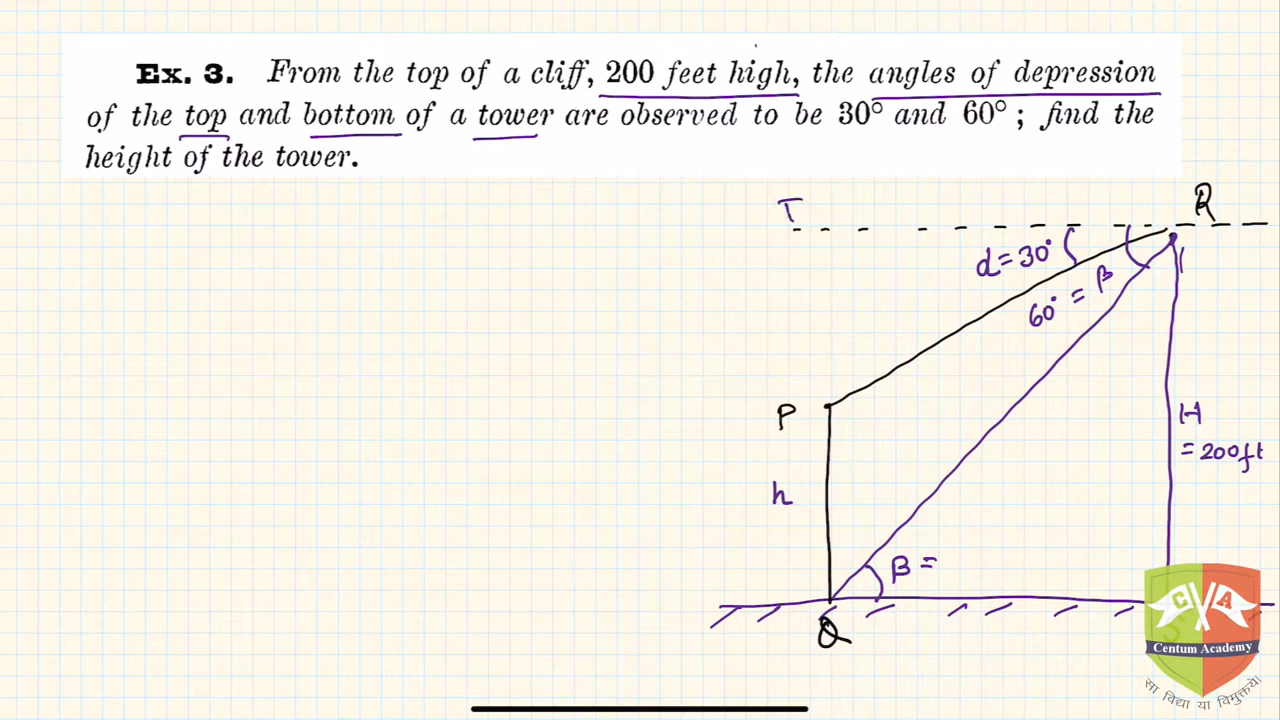 Ex. 3. From the top of a cliff, 200 feet high, the angles of depression
of the top and bottom of a tower are observed to be 30° and 60° ; find the
height of the tower.
T
R
α = 30°
60° = β
P
H
= 200ft
h
β =
Q
S
C A
Centum Academy
सा विद्या या विमुक्तये